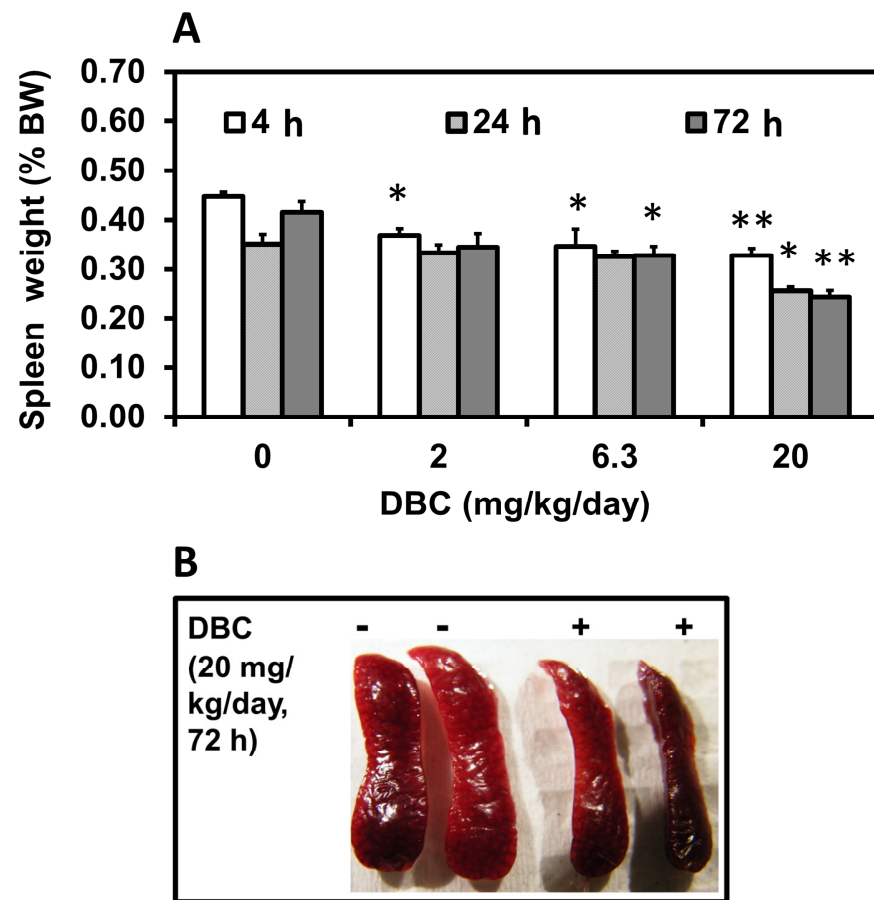 A
Spleen weight (% BW)
0.70
0.60
0.50
0.40
0.30
0.20
0.10
0.00
4 h
24 h
72 h
*
*
*
**
*
**
0
2
6.3
20
DBC (mg/kg/day)
B
DBC - - + +
(20 mg/
kg/day,
72 h)